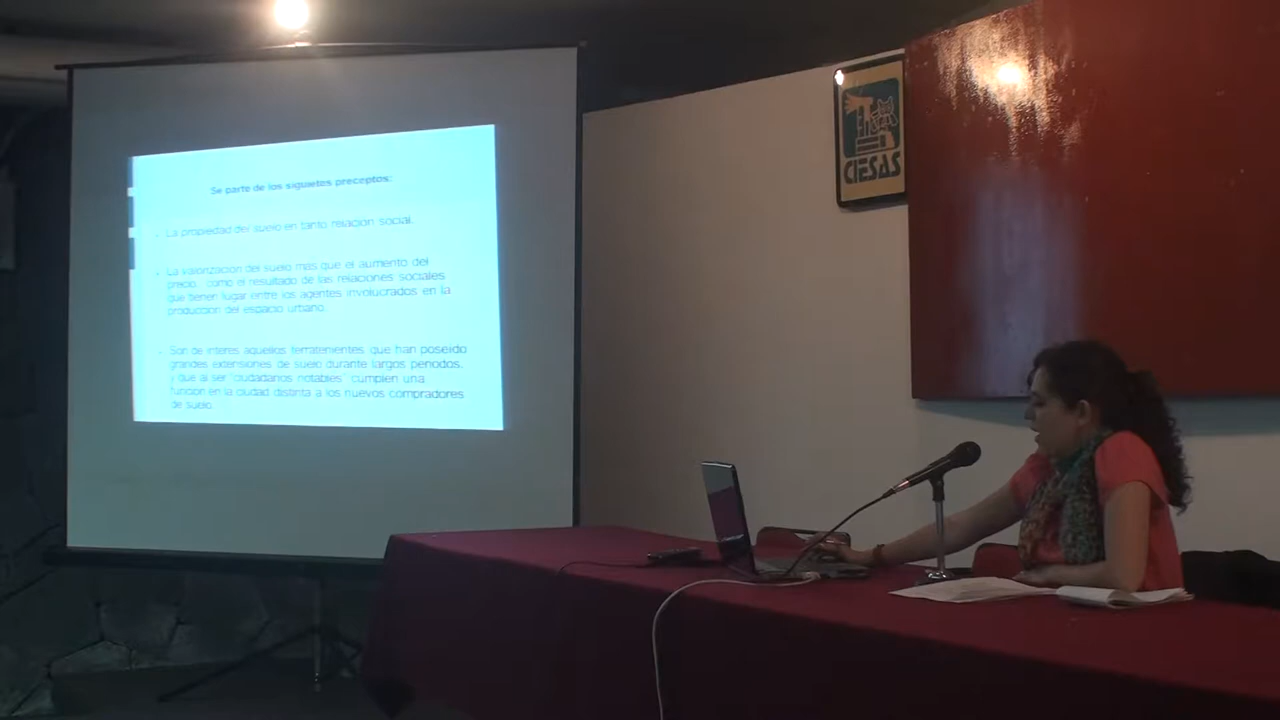 Se parte de los siguietes preceptos:
La propiedad del suelo en tanto relación social.
La valorización del suelo más que el aumento del
precio, como el resultado de las relaciones sociales
que tienen lugar entre los agentes involucrados en la
producción del espacio urbano.
Son de interés aquellos terratenientes que han poseído
grandes extensiones de suelo durante largos periodos,
y que al ser "ciudadanos notables" cumplen una
función en la ciudad distinta a los nuevos compradores
de suelo.
CIESAS